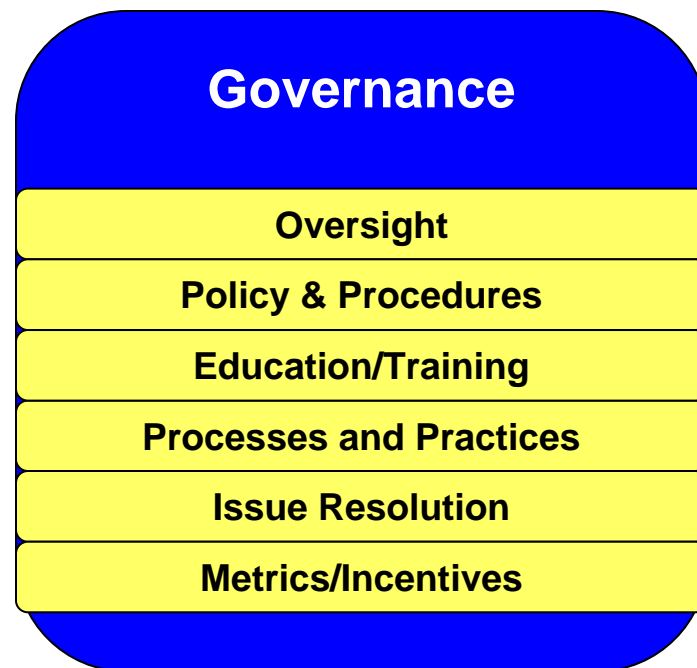 Governance
Oversight
Policy & Procedures
Education/Training
Processes and Practices
Issue Resolution
Metrics/Incentives